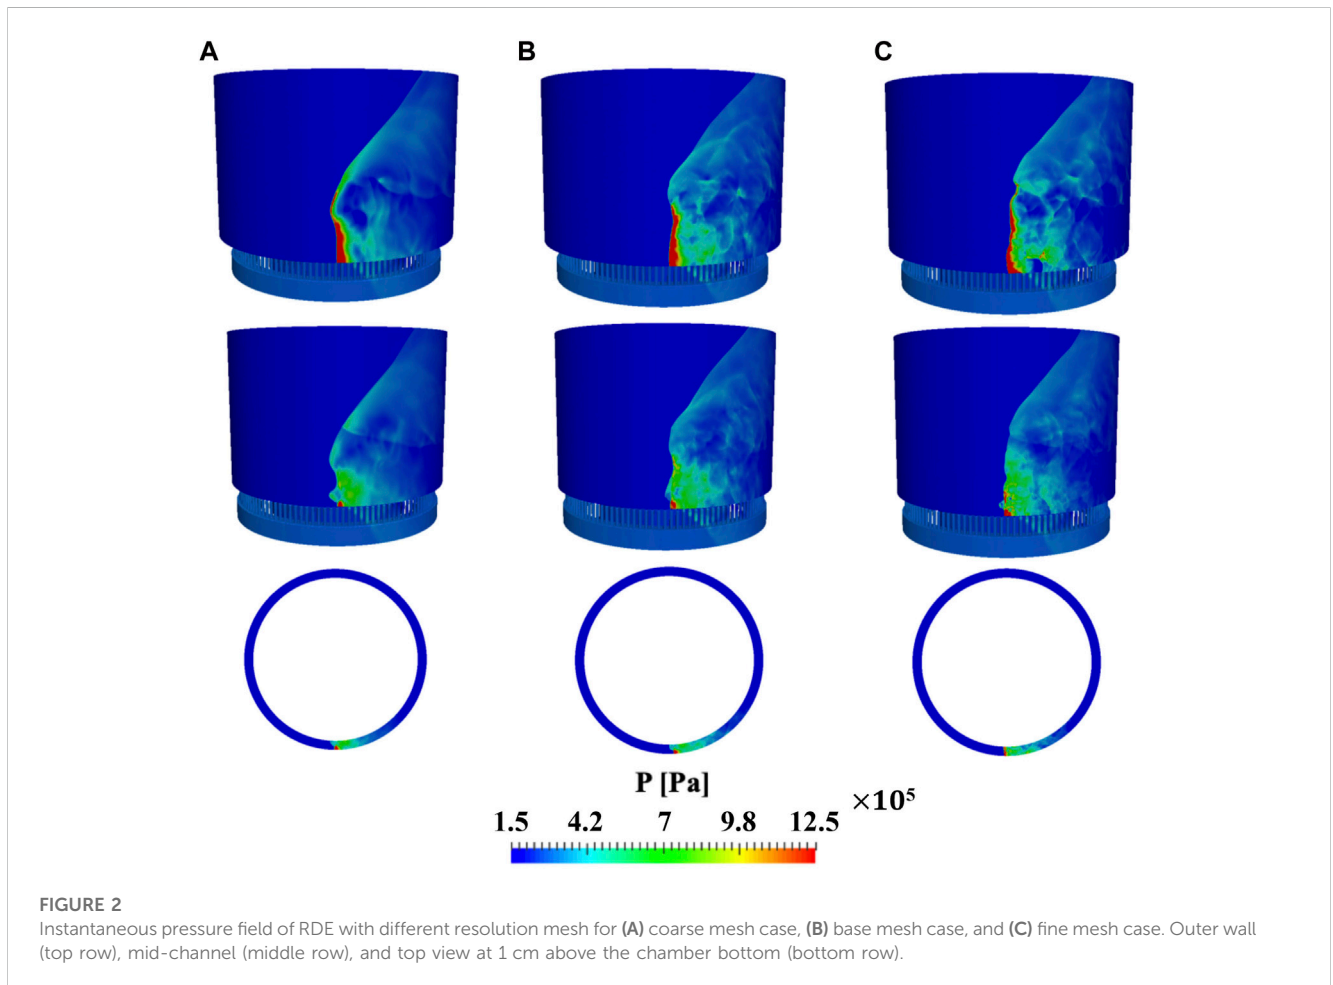 A B C
P [Pa]
×10⁵
1.5 4.2 7 9.8 12.5
FIGURE 2
Instantaneous pressure field of RDE with different resolution mesh for (A) coarse mesh case, (B) base mesh case, and (C) fine mesh case. Outer wall
(top row), mid-channel (middle row), and top view at 1 cm above the chamber bottom (bottom row).